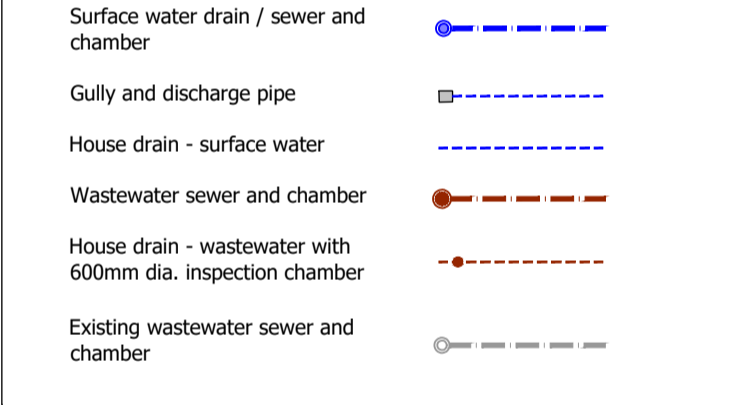 Surface water drain / sewer and
chamber
Gully and discharge pipe
House drain - surface water
Wastewater sewer and chamber
House drain - wastewater with
600mm dia. inspection chamber
Existing wastewater sewer and
chamber